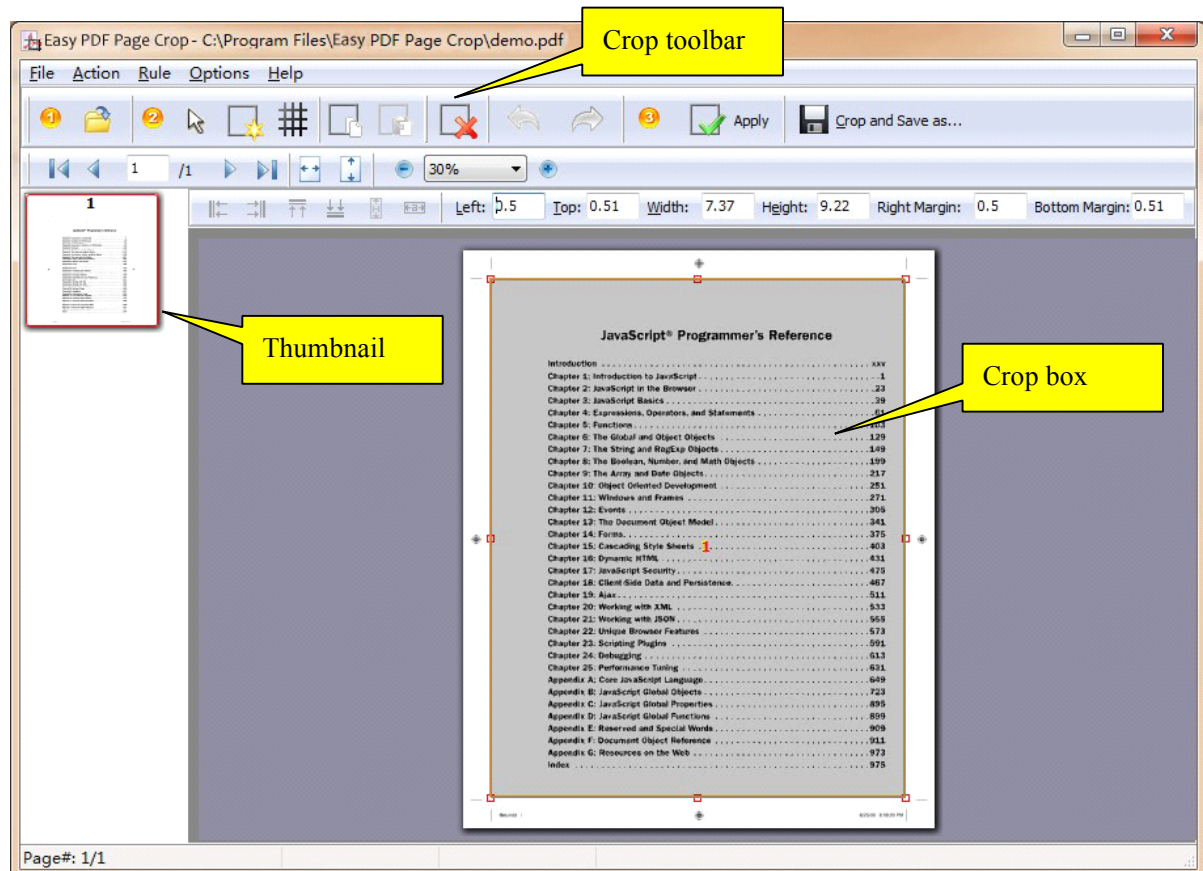 Easy PDF Page Crop - C:\Program Files\Easy PDF Page Crop\demo.pdf
Crop toolbar
File Action Rule Options Help
1 2 3 Apply Crop and Save as...
1 /1 30%
1
Left: 0.5 Top: 0.51 Width: 7.37 Height: 9.22 Right Margin: 0.5 Bottom Margin: 0.51
Thumbnail
Crop box
JavaScript® Programmer's Reference
Introduction . . . xxv
Chapter 1: Introduction to JavaScript . . . 1
Chapter 2: JavaScript in the Browser . . . 23
Chapter 3: JavaScript Basics . . . 39
Chapter 4: Expressions, Operators, and Statements . . . 61
Chapter 5: Functions . . . 103
Chapter 6: The Global and Object Objects . . . 129
Chapter 7: The String and RegExp Objects . . . 149
Chapter 8: The Boolean, Number, and Math Objects . . . 199
Chapter 9: The Array and Date Objects . . . 217
Chapter 10: Object Oriented Development . . . 251
Chapter 11: Windows and Frames . . . 271
Chapter 12: Events . . . 305
Chapter 13: The Document Object Model . . . 341
Chapter 14: Forms. . . . 375
Chapter 15: Cascading Style Sheets . . . 403
1
Chapter 16: Dynamic HTML . . . 431
Chapter 17: JavaScript Security . . . 475
Chapter 18: Client-Side Data and Persistence. . . . 487
Chapter 19: Ajax . . . 511
Chapter 20: Working with XML . . . 533
Chapter 21: Working with JSON . . . 555
Chapter 22: Unique Browser Features . . . 573
Chapter 23: Scripting Plugins . . . 591
Chapter 24: Debugging . . . 613
Chapter 25: Performance Tuning . . . 631
Appendix A: Core JavaScript Language . . . 649
Appendix B: JavaScript Global Objects . . . 723
Appendix C: JavaScript Global Properties . . . 895
Appendix D: JavaScript Global Functions . . . 899
Appendix E: Reserved and Special Words . . . 909
Appendix F: Document Object Reference . . . 911
Appendix G: Resources on the Web . . . 973
Index . . . 975
Page#: 1/1